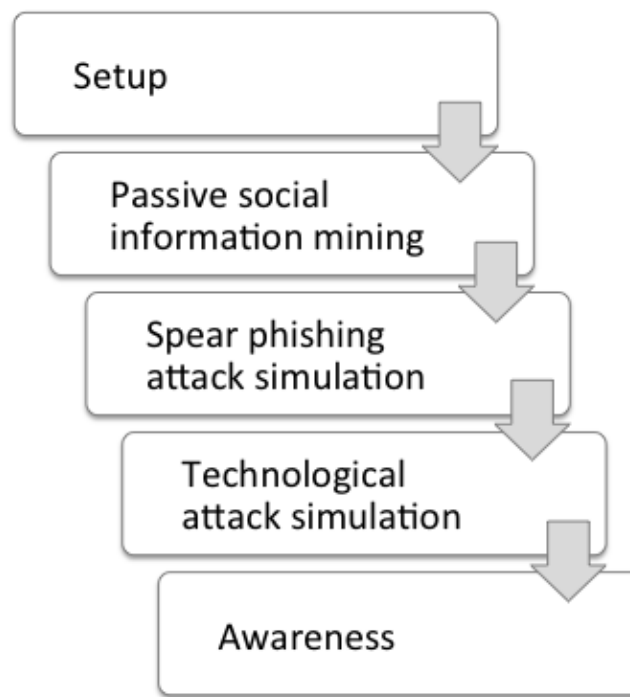 Setup
Passive social
information mining
Spear phishing
attack simulation
Technological
attack simulation
Awareness